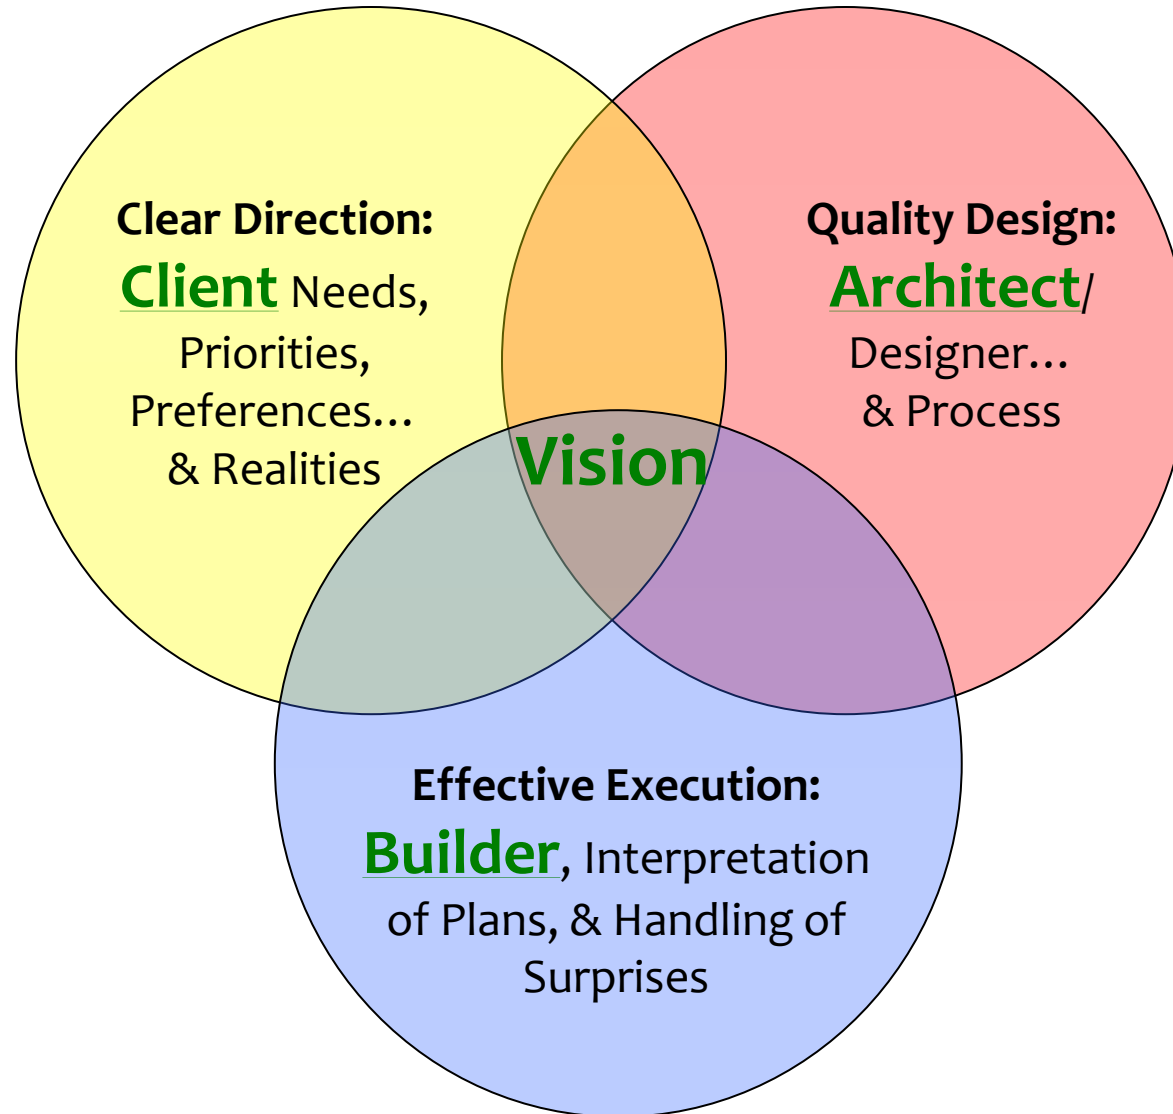 Clear Direction:
Client Needs,
Priorities,
Preferences…
& Realities
Quality Design:
Architect/
Designer…
& Process
Vision
Effective Execution:
Builder, Interpretation
of Plans, & Handling of
Surprises